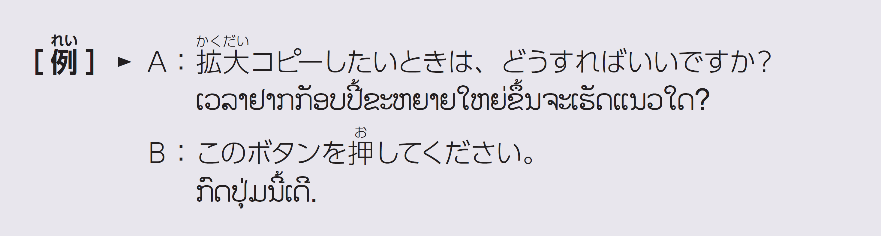 れい かくだい
[例] ► A：拡大コピーしたいときは、どうすればいいですか？
ເວລາຢາກກັອບປີ້ຂະຫຍາຍໃຫຍ່ຂຶ້ນຈະເຮັດແນວໃດ?
お
B：このボタンを押してください。
ກົດປຸ່ມນີ້ເດີ.